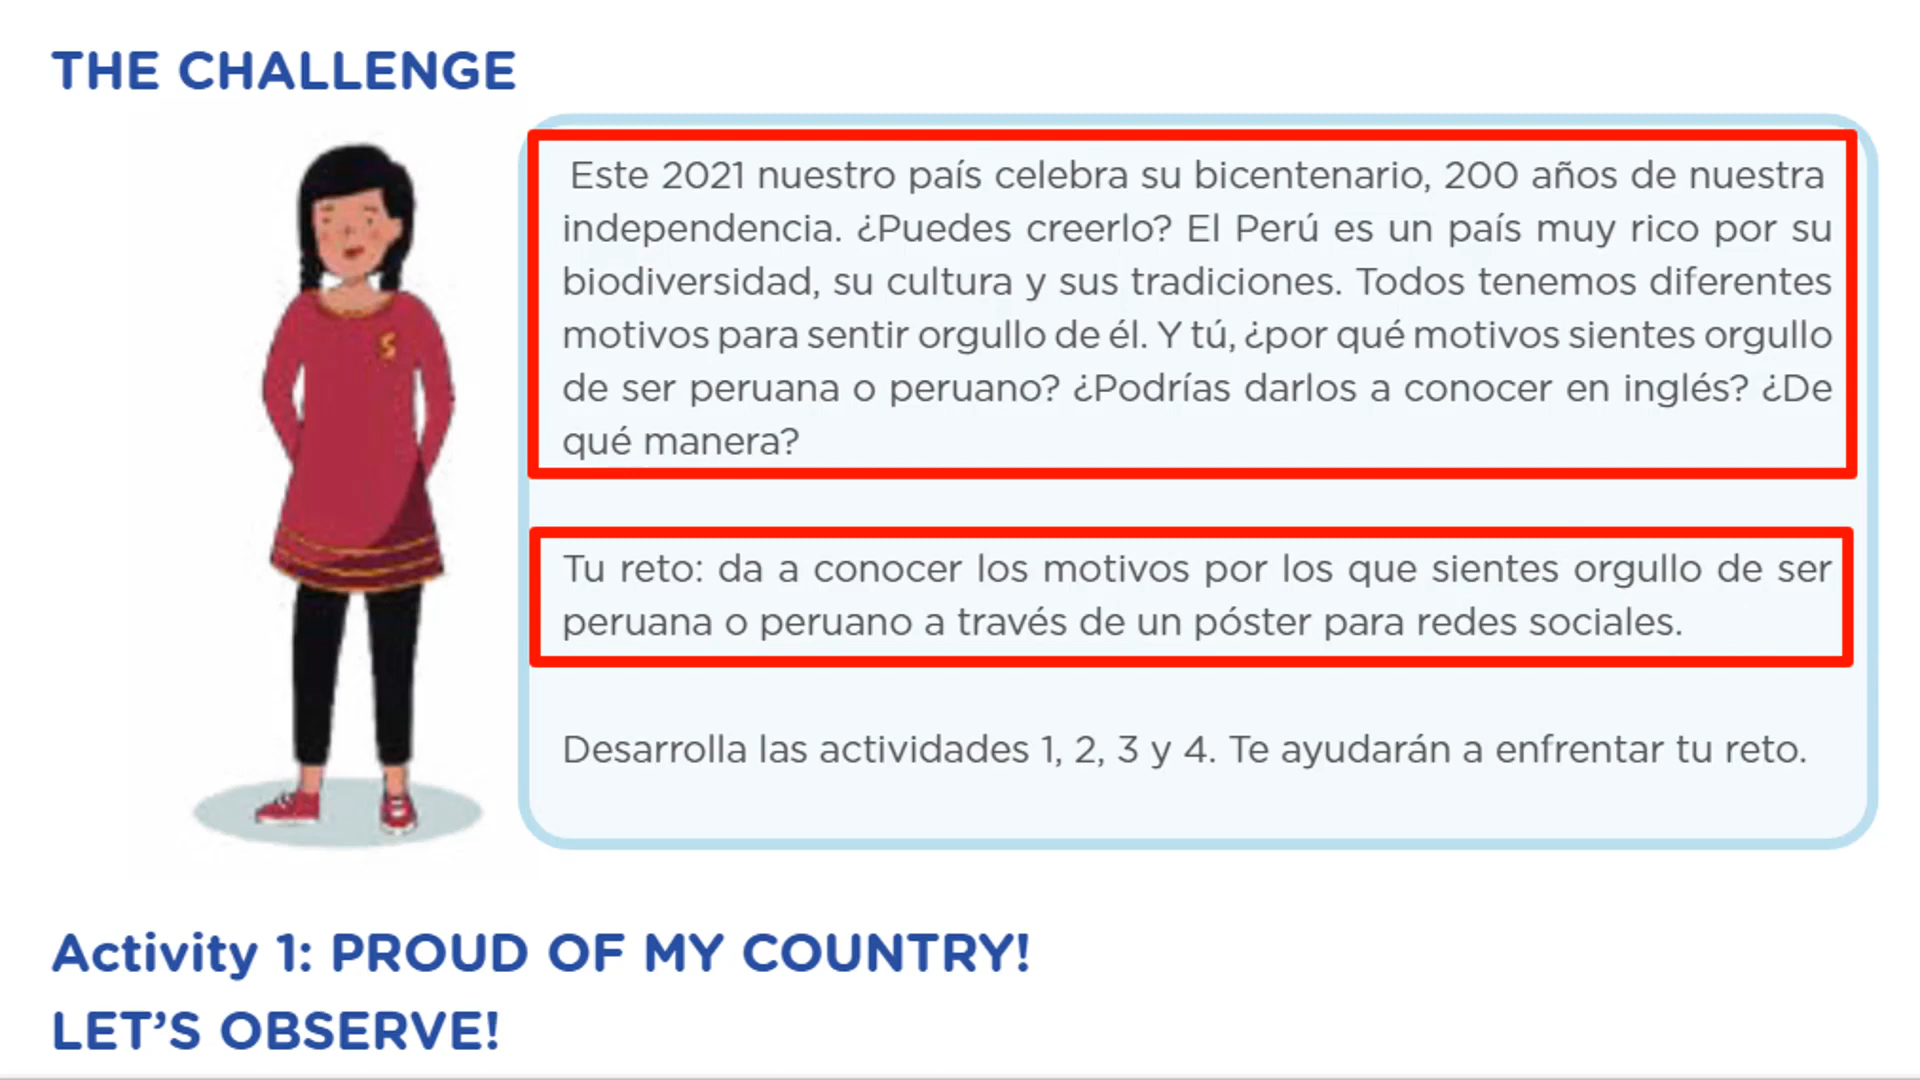 THE CHALLENGE
Este 2021 nuestro país celebra su bicentenario, 200 años de nuestra
independencia. ¿Puedes creerlo? El Perú es un país muy rico por su
biodiversidad, su cultura y sus tradiciones. Todos tenemos diferentes
motivos para sentir orgullo de él. Y tú, ¿por qué motivos sientes orgullo
de ser peruana o peruano? ¿Podrías darlos a conocer en inglés? ¿De
qué manera?
Tu reto: da a conocer los motivos por los que sientes orgullo de ser
peruana o peruano a través de un póster para redes sociales.
Desarrolla las actividades 1, 2, 3 y 4. Te ayudarán a enfrentar tu reto.
Activity 1: PROUD OF MY COUNTRY!
LET’S OBSERVE!